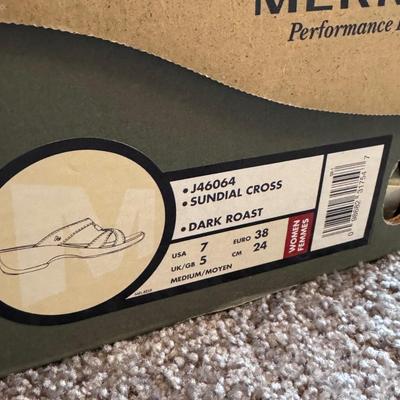 Performance
• J46064
• SUNDIAL CROSS
• DARK ROAST
USA 7 EURO 38
UK/GB 5 CM 24
MEDIUM/MOYEN
WOMEN
FEMMES
M